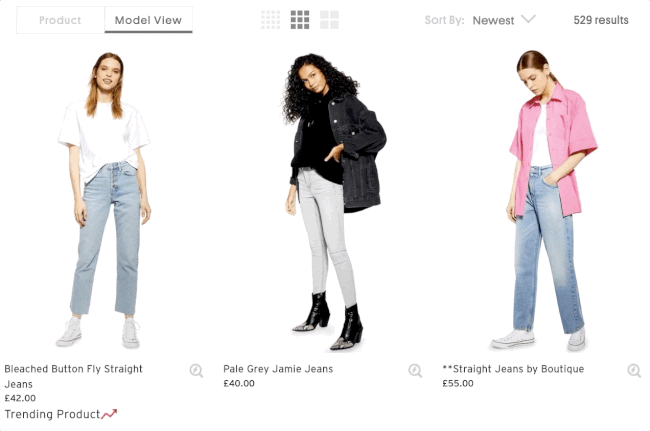 Product
Model View
Sort By: Newest
529 results
Bleached Button Fly Straight
Jeans
£42.00
Trending Product
Pale Grey Jamie Jeans
£40.00
**Straight Jeans by Boutique
£55.00